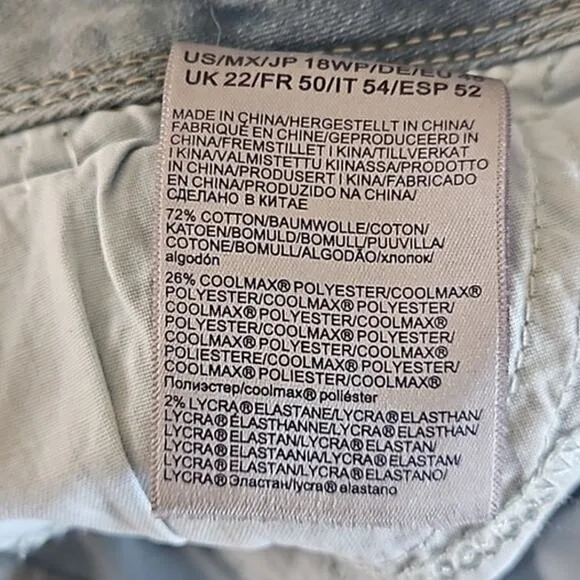 US/MX/JP 18WP/DE/EU
UK 22/FR 50/IT 54/ESP 52
MADE IN CHINA/HERGESTELLT IN CHINA/
FABRIQUÉ EN CHINE/GEPRODUCEERD IN
CHINA/FREMSTILLET I KINA/TILLVERKAT
I KINA/VALMISTETTU KIINASSA/PRODOTTO
IN CINA/PRODUSERT I KINA/FABRICADO
EN CHINA/PRODUZIDO NA CHINA/
СДЕЛАНО В КИТАЕ
72% COTTON/BAUMWOLLE/COTON/
KATOEN/BOMULD/BOMULL/PUUVILLA/
COTONE/BOMULL/ALGODÃO/хлопок/
algodón
26% COOLMAX® POLYESTER/COOLMAX®
POLYESTER/COOLMAX® POLYESTER/
COOLMAX® POLYESTER/COOLMAX®
POLYESTER/COOLMAX® POLYESTER/
COOLMAX® POLYESTER/COOLMAX®
POLIESTERE/COOLMAX® POLYESTER/
COOLMAX® POLIESTER/COOLMAX®
Полиэстер/coolmax® poliéster
2% LYCRA®ELASTANE/LYCRA®ELASTHAN/
LYCRA®ÉLASTHANNE/LYCRA®ELASTHAN/
LYCRA®ELASTAN/LYCRA®ELASTAN/
LYCRA®ELASTAANIA/LYCRA®ELASTAM/
LYCRA®ELASTAN/LYCRA®ELASTANO/
LYCRA®Эластан/lycra®elastano